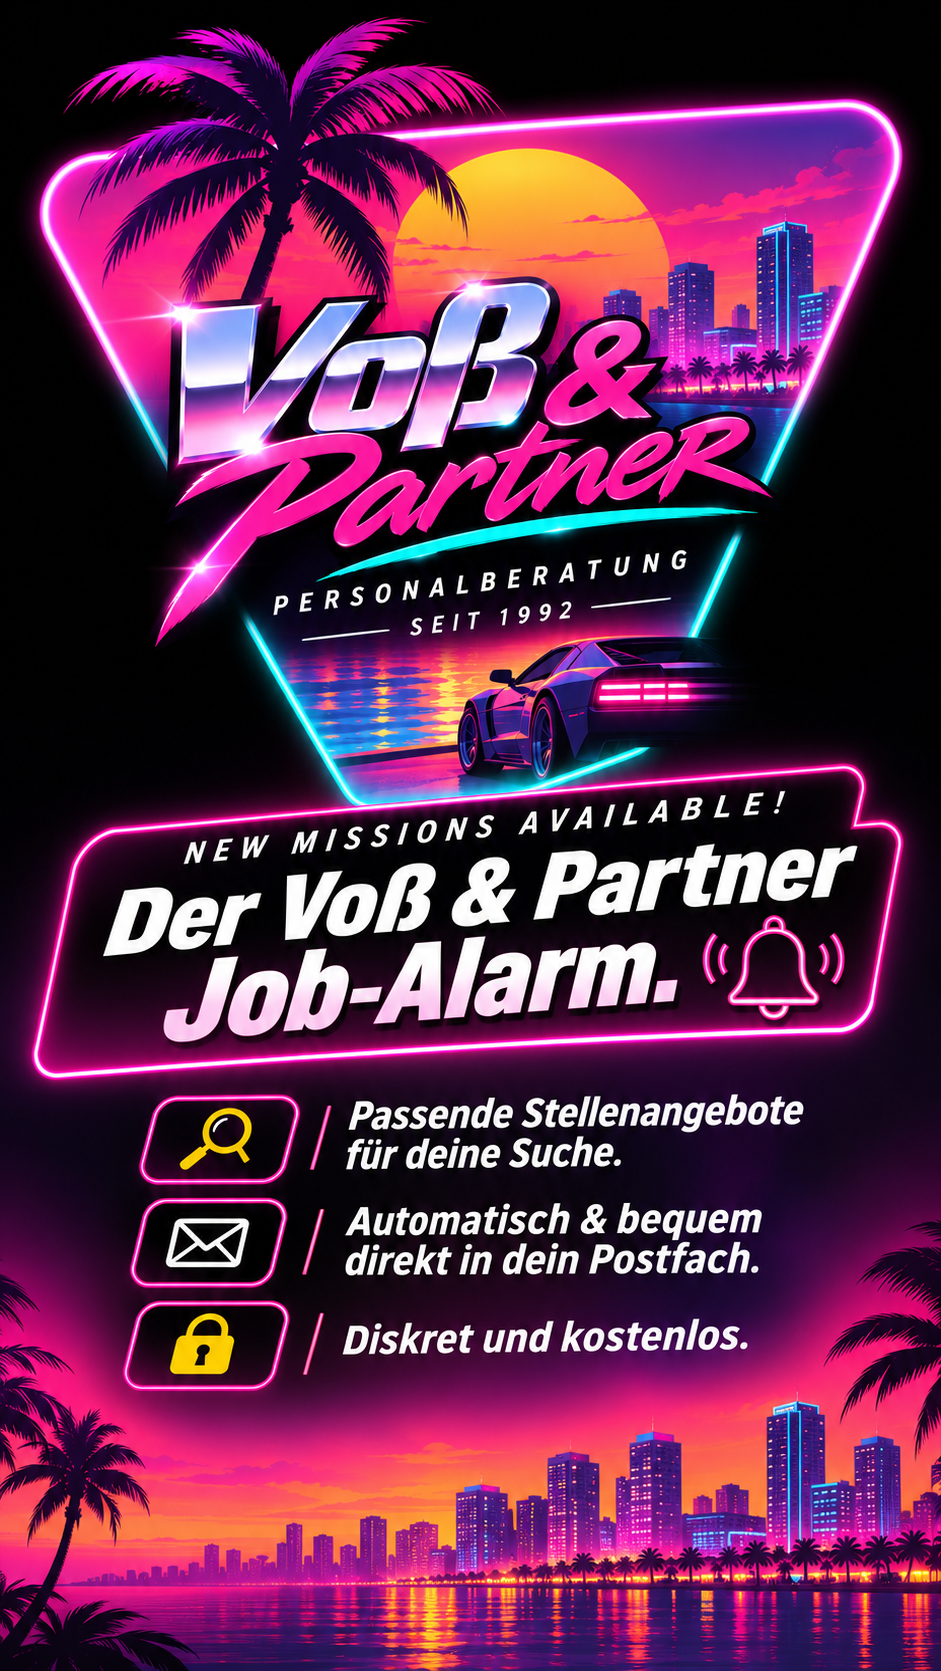 Voß &
Partner
PERSONALBERATUNG
SEIT 1992
NEW MISSIONS AVAILABLE!
Der Voß & Partner
Job-Alarm.
Passende Stellenangebote
für deine Suche.
Automatisch & bequem
direkt in dein Postfach.
Diskret und kostenlos.